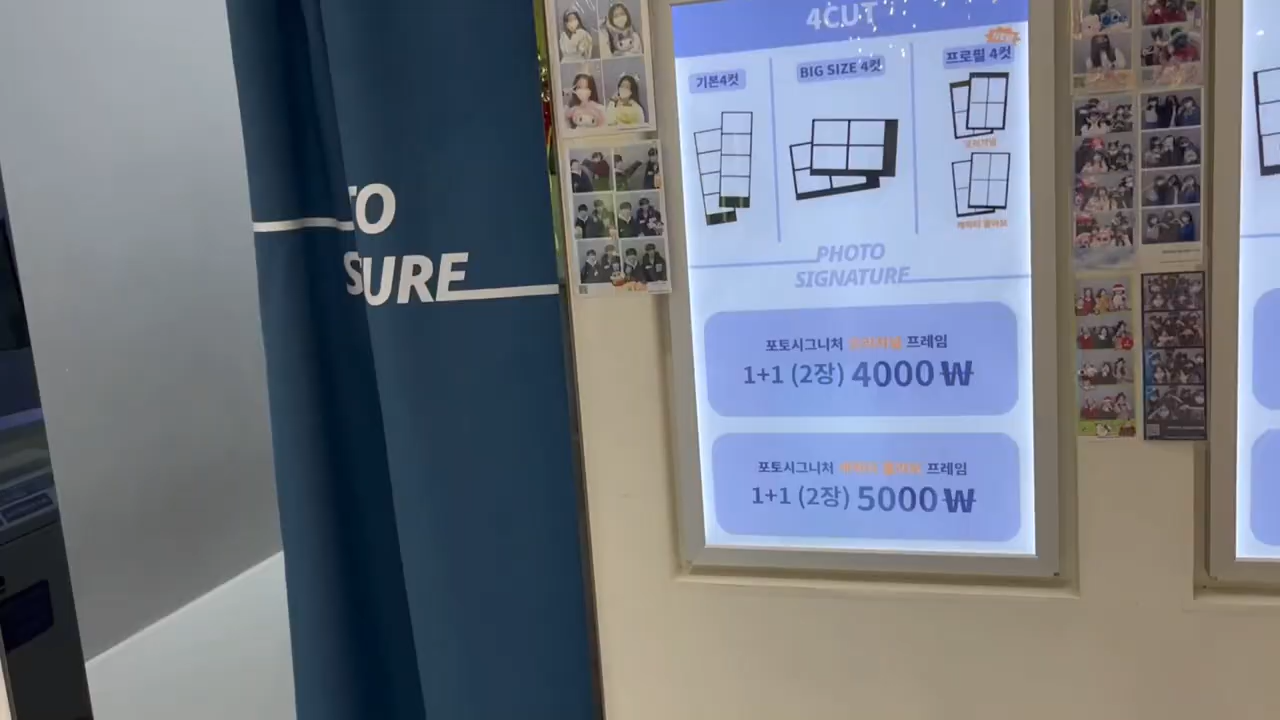 TO
SURE
4CUT
기본4컷
BIG SIZE 4컷
프로필 4컷
PHOTO
SIGNATURE
포토시그니처 프레임
1+1 (2장) 4000₩
포토시그니처 프레임
1+1 (2장) 5000₩